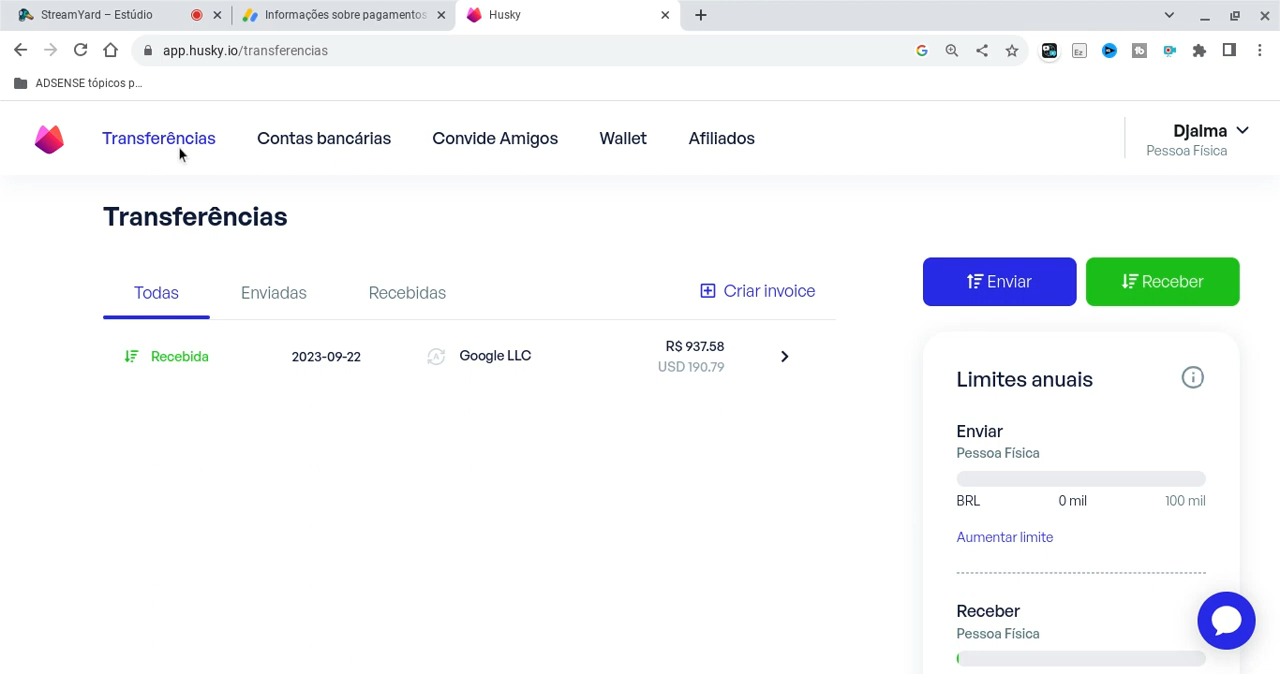 StreamYard – Estúdio
Informações sobre pagamentos
Husky
app.husky.io/transferencias
ADSENSE tópicos p...
Transferências
Contas bancárias
Convide Amigos
Wallet
Afiliados
Djalma
Pessoa Física
Transferências
Todas
Enviadas
Recebidas
Criar invoice
Enviar
Receber
Recebida
2023-09-22
Google LLC
R$ 937.58
USD 190.79
Limites anuais
Enviar
Pessoa Física
BRL
0 mil
100 mil
Aumentar limite
Receber
Pessoa Física